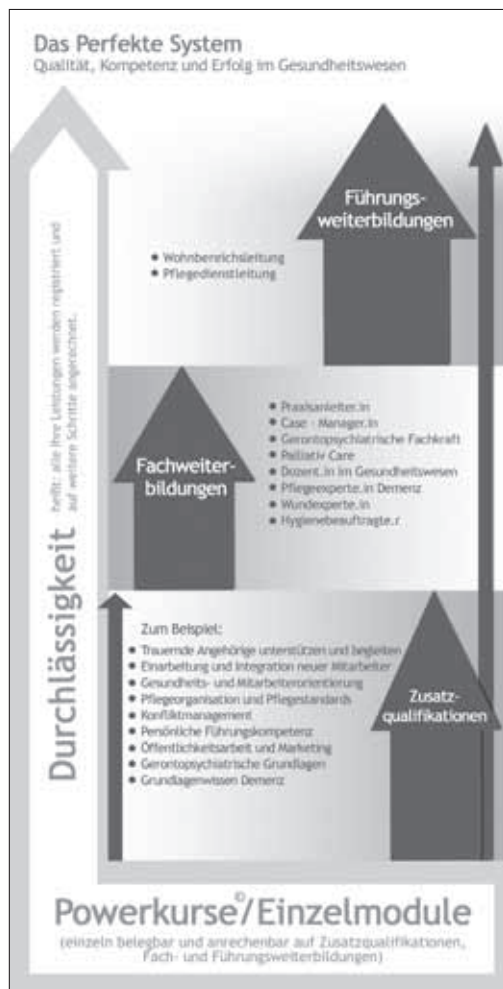 Das Perfekte System
Qualität, Kompetenz und Erfolg im Gesundheitswesen
Führungs-
weiterbildungen
• Wohnbereichsleitung
• Pflegedienstleitung
Durchlässigkeit
heißt: alle Ihre Leistungen werden registriert und
auf weitere Schritte angerechnet.
Fachweiter-
bildungen
• Praxisanleiter.in
• Case - Manager.in
• Gerontopsychiatrische Fachkraft
• Palliativ Care
• Dozent.in im Gesundheitswesen
• Pflegeexperte.in Demenz
• Wundexperte.in
• Hygienebeauftragte.r
Zum Beispiel:
• Trauernde Angehörige unterstützen und begleiten
• Einarbeitung und Integration neuer Mitarbeiter
• Gesundheits- und Mitarbeiterorientierung
• Pflegeorganisation und Pflegestandards
• Konfliktmanagement
• Persönliche Führungskompetenz
• Öffentlichkeitsarbeit und Marketing
• Gerontopsychiatrische Grundlagen
• Grundlagenwissen Demenz
Zusatz-
qualifikationen
Powerkurse©/Einzelmodule
(einzeln belegbar und anrechenbar auf Zusatzqualifikationen,
Fach- und Führungsweiterbildungen)